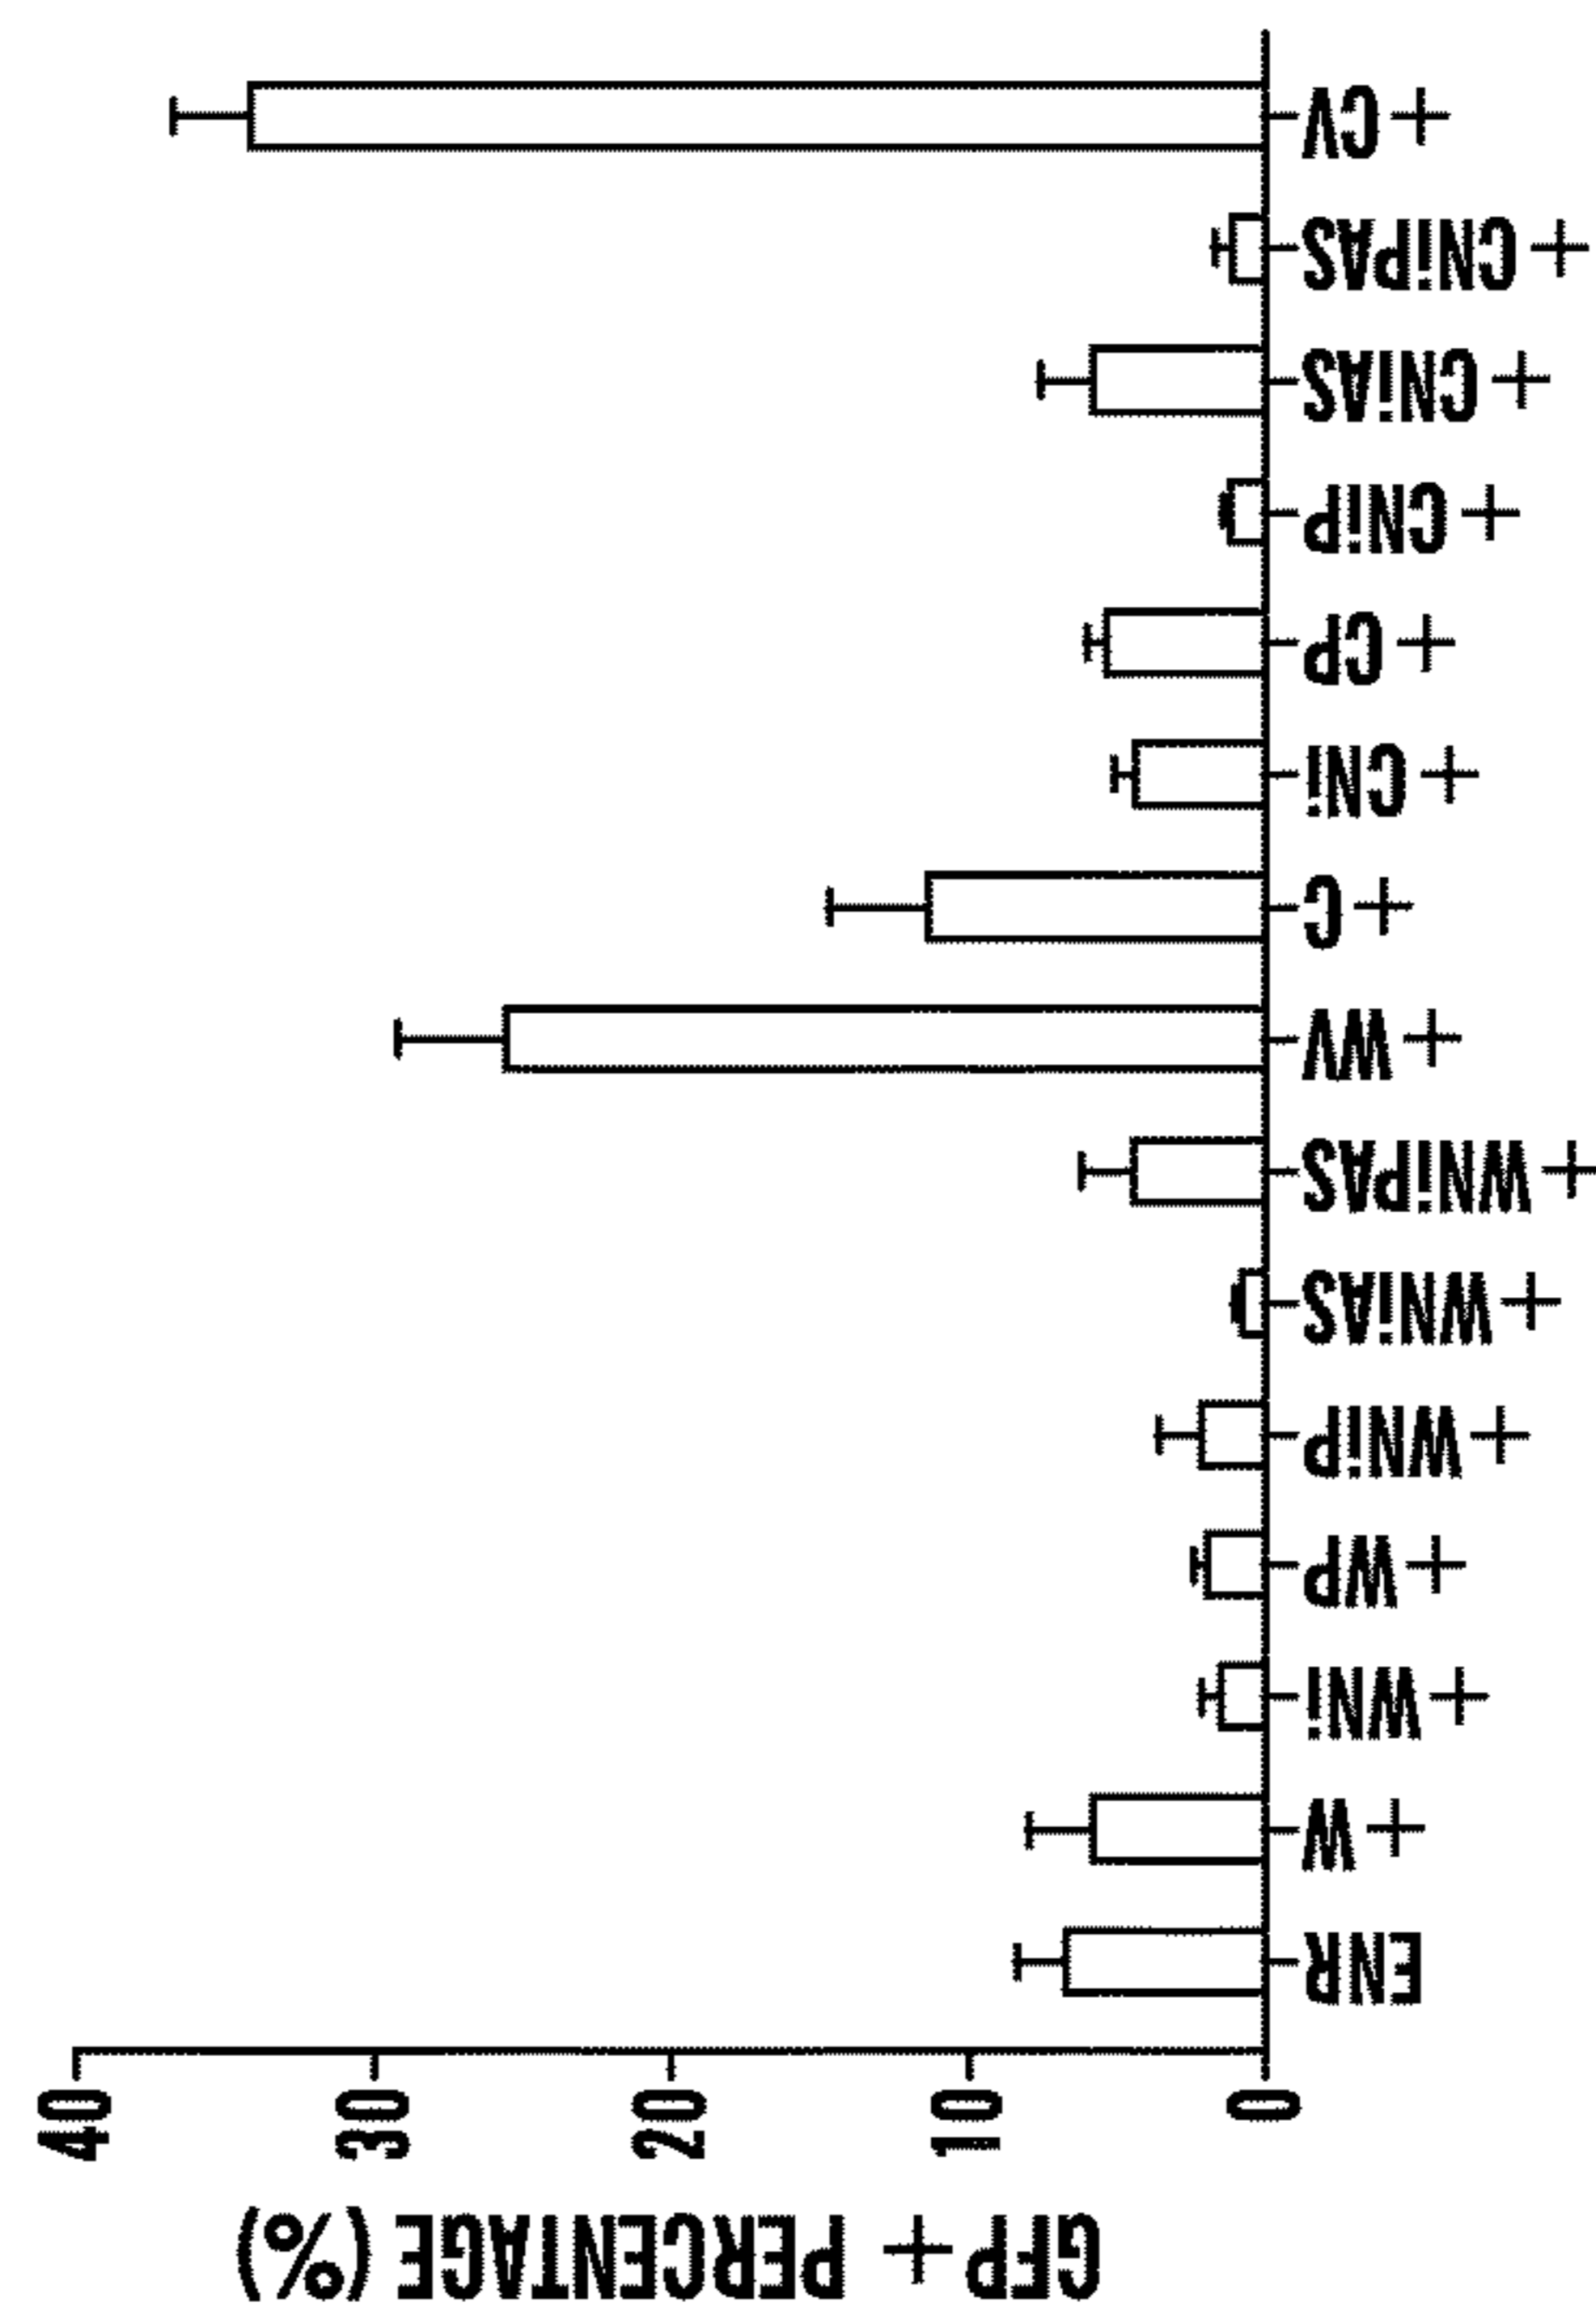 GFP + PERCENTAGE (%)
40
30
20
10
0
ENR
+W
+WNi
+WP
+WNiP
+WNiAS
+WNiPAS
+WV
+C
+CNi
+CP
+CNiP
+CNiAS
+CNiPAS
+CV